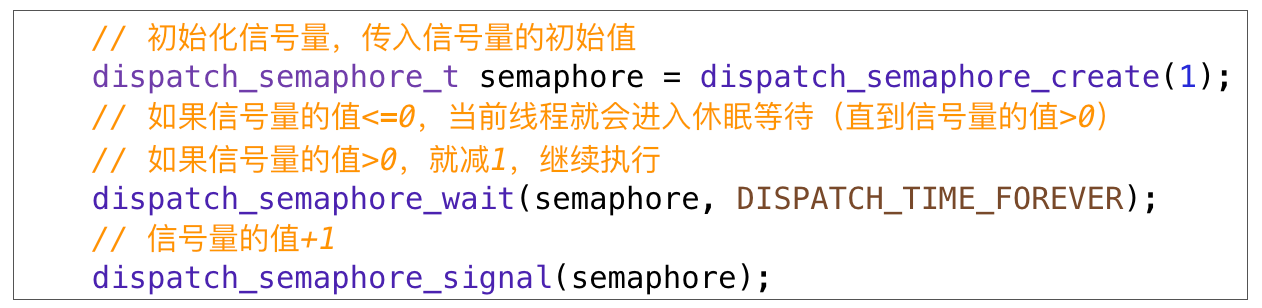 // 初始化信号量，传入信号量的初始值
dispatch_semaphore_t semaphore = dispatch_semaphore_create(1);
// 如果信号量的值<=0，当前线程就会进入休眠等待（直到信号量的值>0）
// 如果信号量的值>0，就减1，继续执行
dispatch_semaphore_wait(semaphore, DISPATCH_TIME_FOREVER);
// 信号量的值+1
dispatch_semaphore_signal(semaphore);